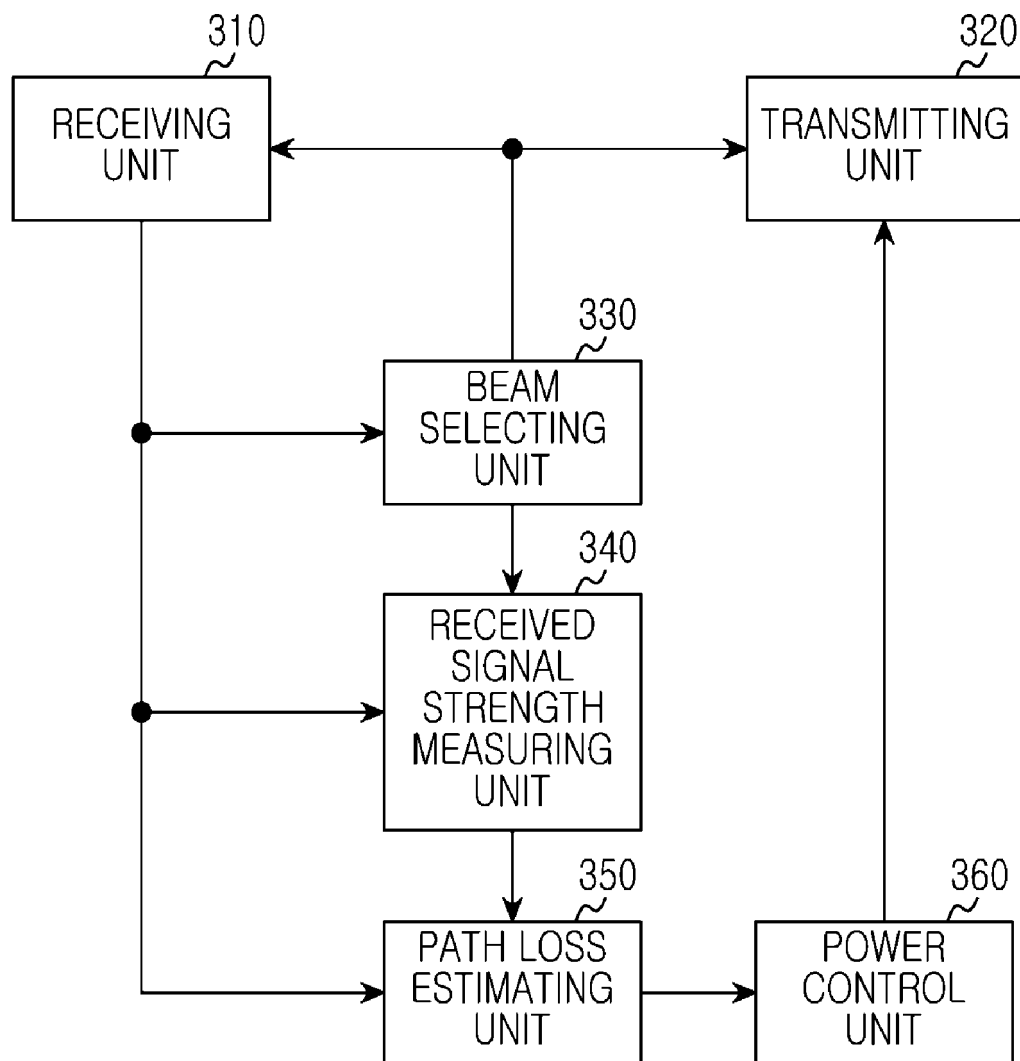 310
RECEIVING
UNIT
320
TRANSMITTING
UNIT
330
BEAM
SELECTING
UNIT
340
RECEIVED
SIGNAL
STRENGTH
MEASURING
UNIT
350
PATH LOSS
ESTIMATING
UNIT
360
POWER
CONTROL
UNIT